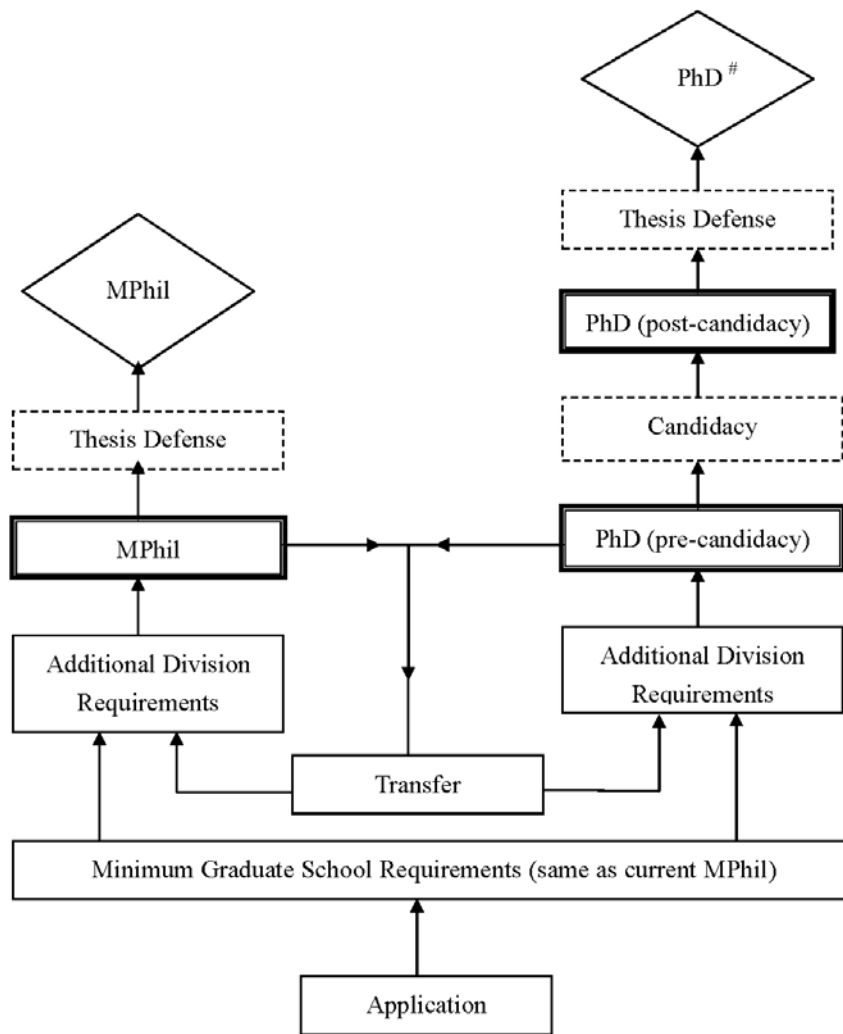 PhD #
Thesis Defense
MPhil
PhD (post-candidacy)
Thesis Defense
Candidacy
MPhil
PhD (pre-candidacy)
Additional Division
Requirements
Additional Division
Requirements
Transfer
Minimum Graduate School Requirements (same as current MPhil)
Application